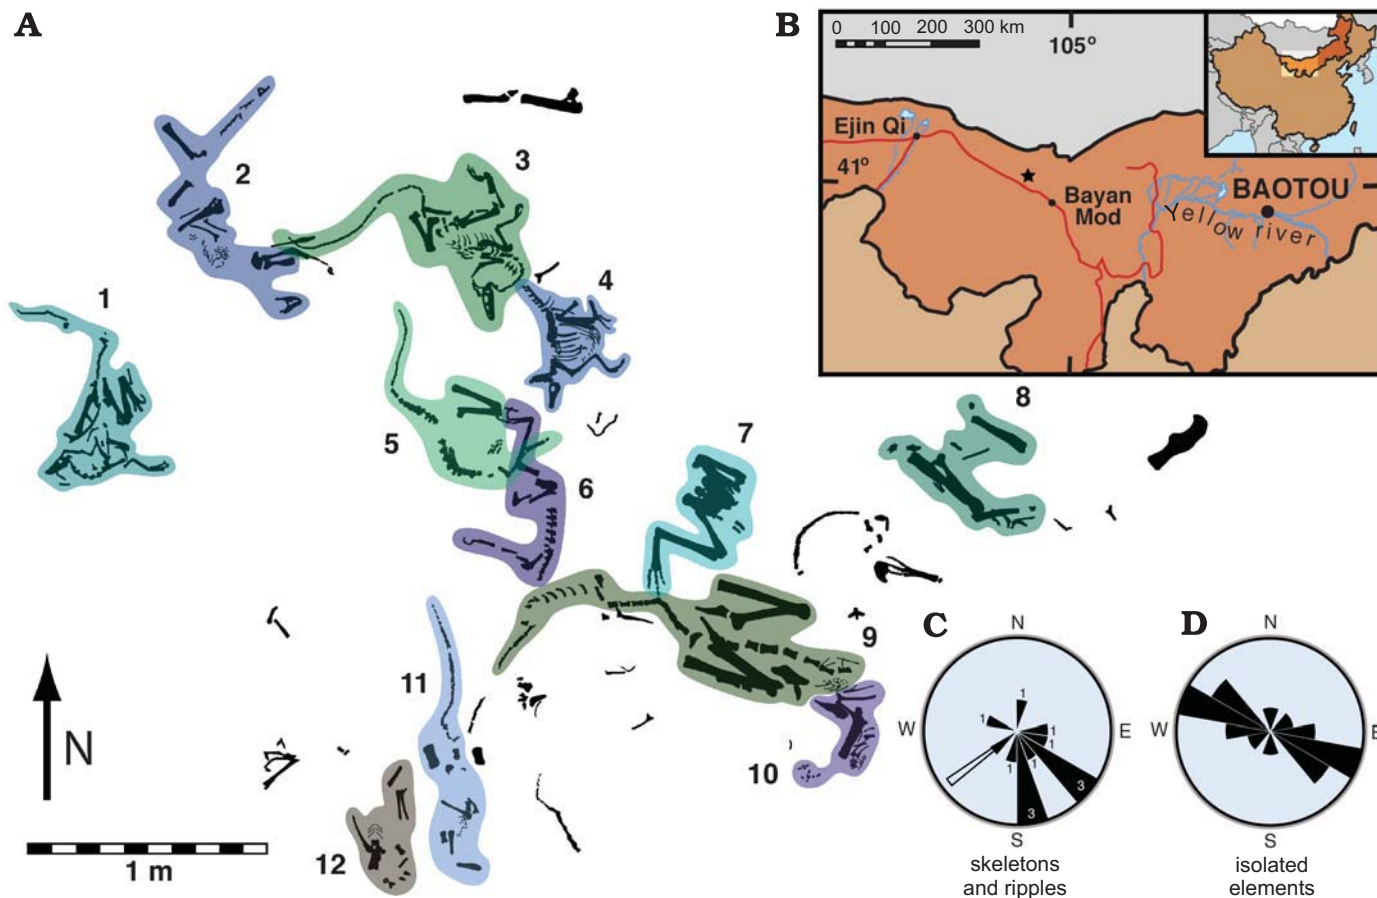 A
1
2
3
4
5
6
7
8
9
10
11
12
N
1 m
B
0 100 200 300 km
105°
Ejin Qi
41°
Bayan
Mod
BAOTOU
Yellow river
C
N
W
E
S
1
1
1
1
1
1
3
3
skeletons
and ripples
D
N
W
E
S
isolated
elements